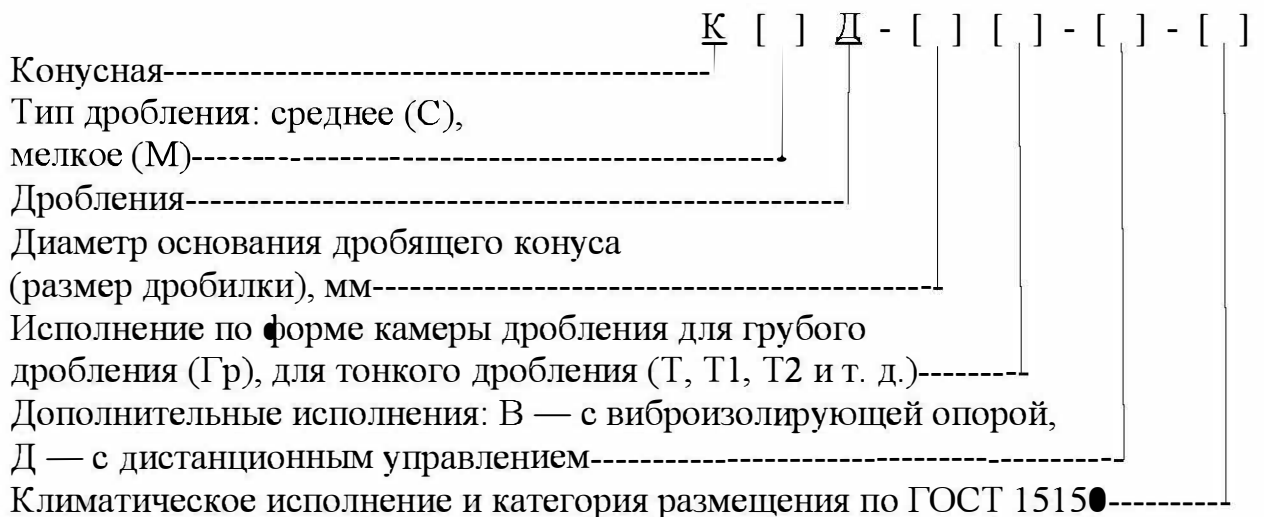 К [ ] Д - [ ] [ ] - [ ] - [ ]
Конусная
Тип дробления: среднее (С),
мелкое (М)
Дробления
Диаметр основания дробящего конуса
(размер дробилки), мм
Исполнение по форме камеры дробления для грубого
дробления (Гр), для тонкого дробления (Т, Т1, Т2 и т. д.)
Дополнительные исполнения: В — с виброизолирующей опорой,
Д — с дистанционным управлением
Климатическое исполнение и категория размещения по ГОСТ 15150